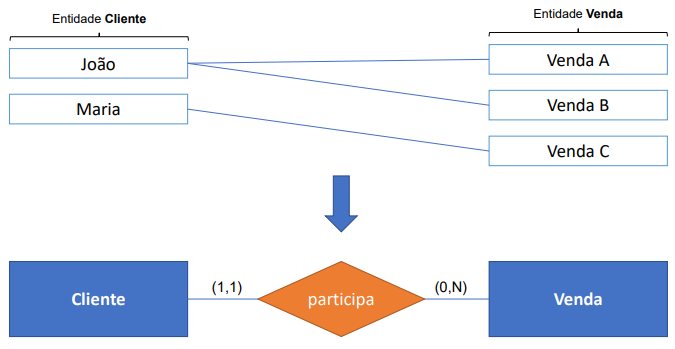 Entidade Cliente
Entidade Venda
João
Venda A
Maria
Venda B
Venda C
Cliente
(1,1)
participa
(0,N)
Venda